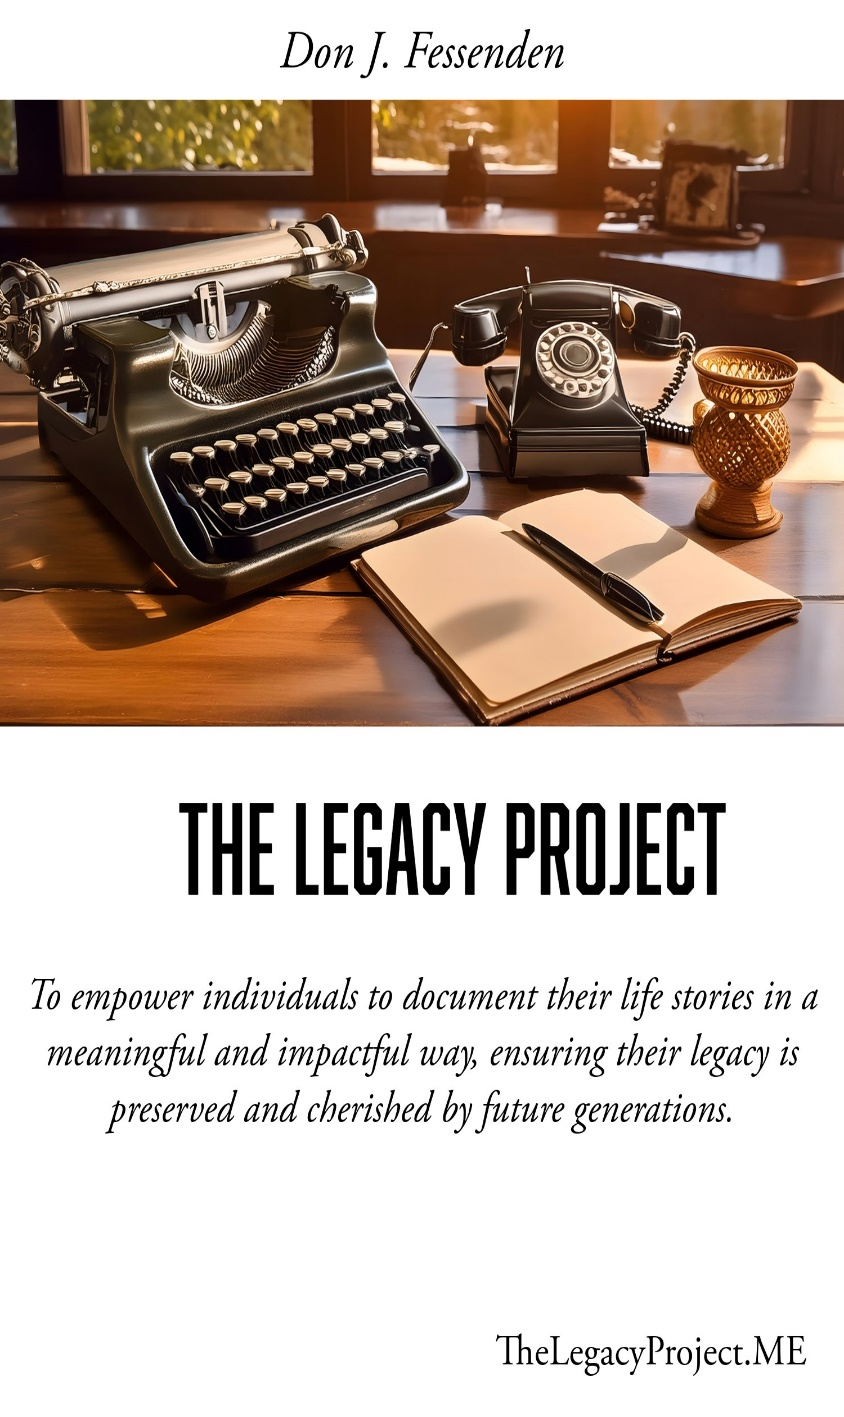 Don J. Fessenden
THE LEGACY PROJECT
To empower individuals to document their life stories in a
meaningful and impactful way, ensuring their legacy is
preserved and cherished by future generations.
TheLegacyProject.ME